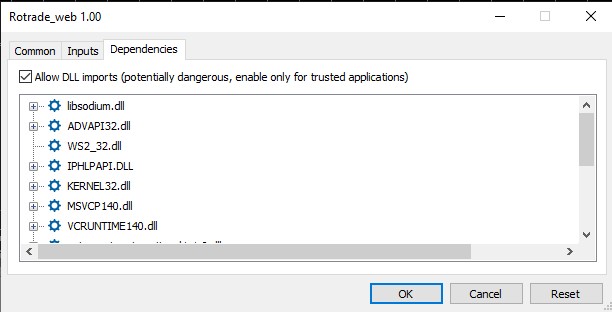 Rotrade_web 1.00
Common Inputs Dependencies
Allow DLL imports (potentially dangerous, enable only for trusted applications)
libsodium.dll
ADVAPI32.dll
WS2_32.dll
IPHLPAPI.DLL
KERNEL32.dll
MSVCP140.dll
VCRUNTIME140.dll
OK Cancel Reset